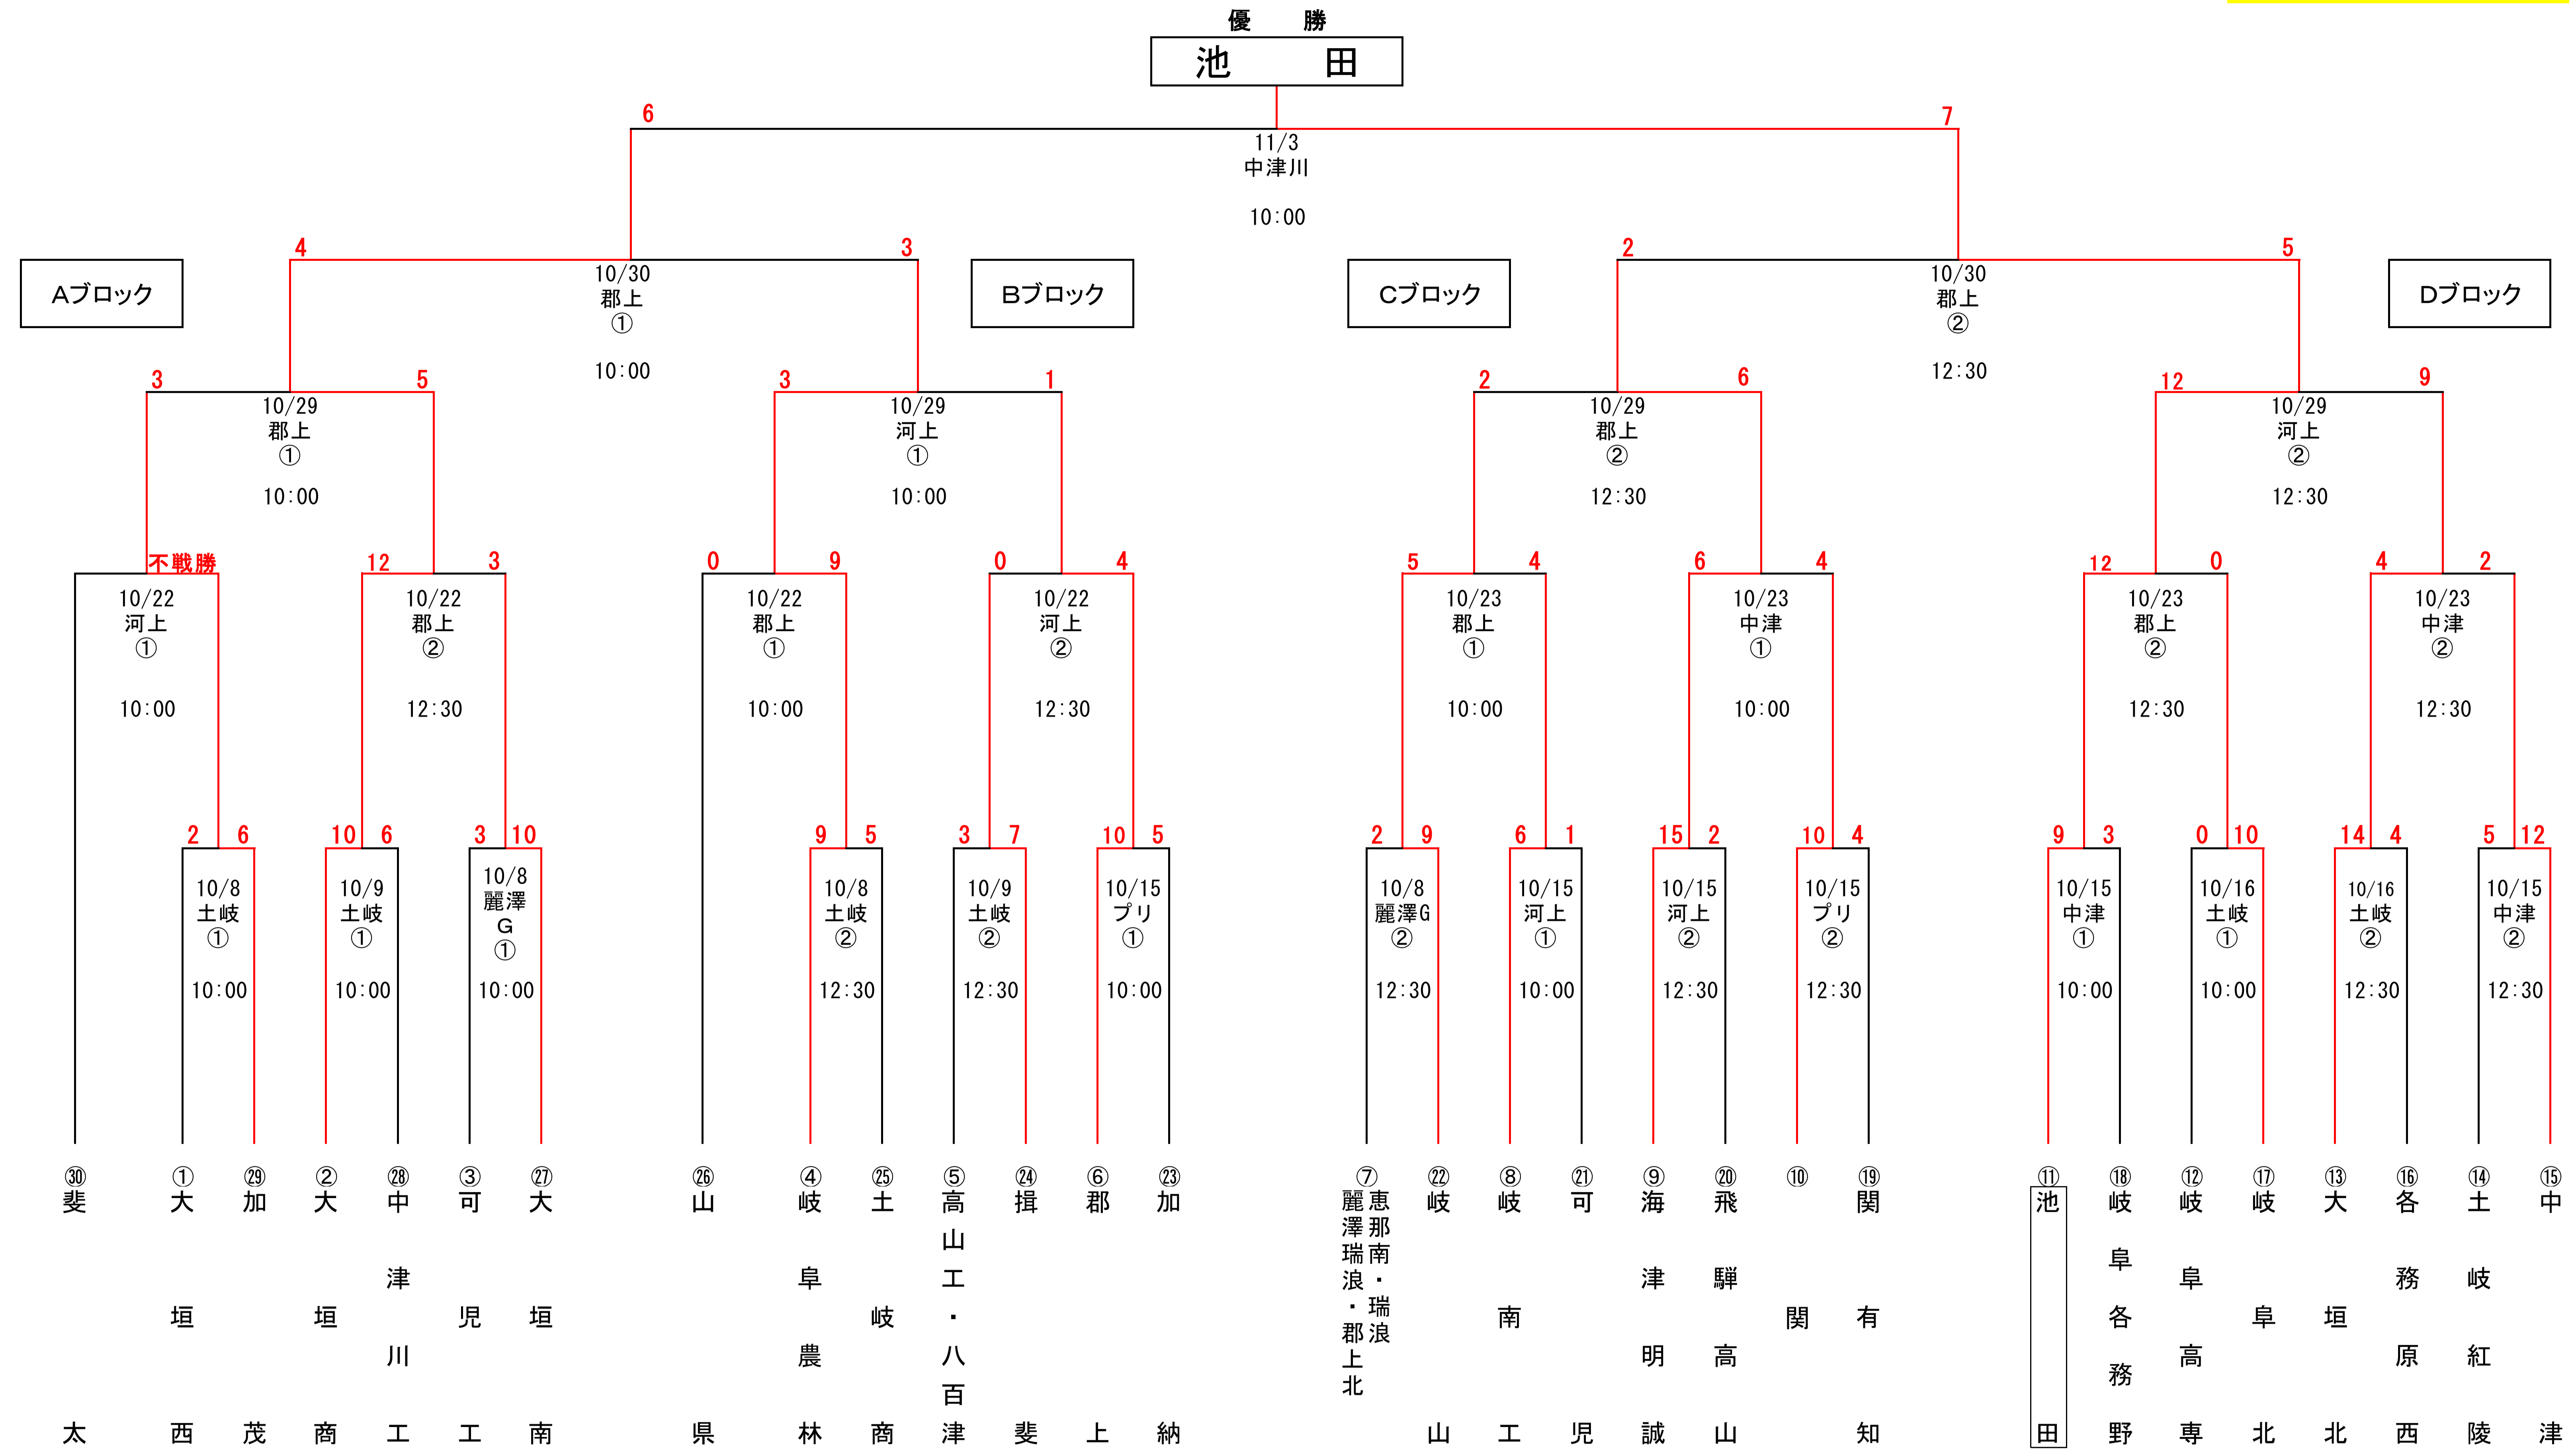 優　勝
池　田
6 7
11/3
中津川
10:00
4 3 2 5
Aブロック Bブロック Cブロック Dブロック
10/30 10/30
郡上 郡上
① ②
10:00 12:30
3 5 3 1 2 6 12 9
10/29 10/29 10/29 10/29
郡上 河上 郡上 河上
① ① ② ②
10:00 10:00 12:30 12:30
不戦勝 12 3 0 9 0 4 5 4 6 4 12 0 4 2
10/22 10/22 10/22 10/22 10/23 10/23 10/23 10/23
河上 郡上 郡上 河上 郡上 中津 郡上 中津
① ② ① ② ① ① ② ②
10:00 12:30 10:00 12:30 10:00 10:00 12:30 12:30
2 6 10 6 3 10 9 5 3 7 10 5 2 9 6 1 15 2 10 4 9 3 0 10 14 4 5 12
10/8 10/9 10/8 10/8 10/9 10/15 10/8 10/15 10/15 10/15 10/15 10/16 10/16 10/15
土岐 土岐 麗澤G 土岐 土岐 プリ 麗澤G 河上 河上 プリ 中津 土岐 土岐 中津
① ① ① ② ② ① ② ① ② ② ① ① ② ②
10:00 10:00 10:00 12:30 12:30 10:00 12:30 10:00 12:30 12:30 10:00 10:00 12:30 12:30
㉚ 斐太
① 大垣西
㉙ 加茂
② 大垣商
㉘ 中津川工
③ 可児工
㉗ 大垣南
㉖ 山県
④ 岐阜農林
㉕ 土岐商
⑤ 高山工・八百津
㉔ 揖斐
⑥ 郡上
㉓ 加納
⑦ 恵那南・瑞浪
麗澤瑞浪・郡上北
㉒ 岐山
⑧ 岐南工
㉑ 可児
⑨ 海津明誠
⑳ 飛騨高山
⑩ 関
⑲ 関有知
⑪ 池田
⑱ 岐阜各務野
⑫ 岐阜高専
⑰ 岐阜北
⑬ 大垣北
⑯ 各務原西
⑭ 土岐紅陵
⑮ 中津